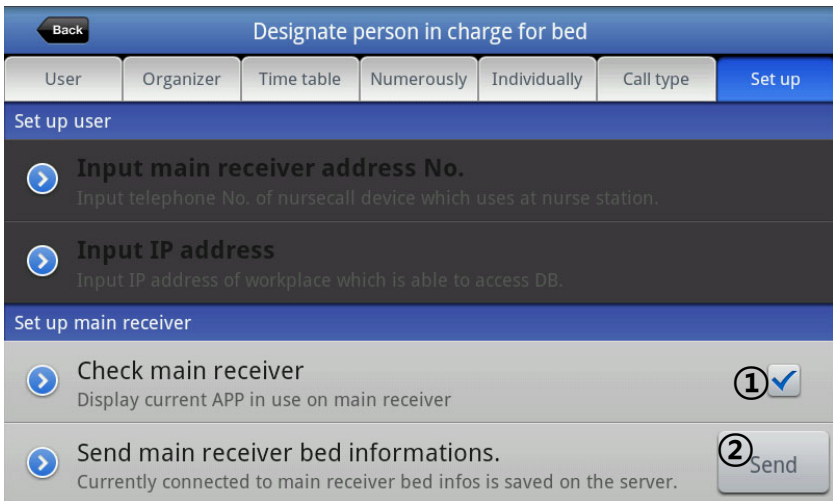 Back
Designate person in charge for bed
User Organizer Time table Numerously Individually Call type Set up
Set up user
Input main receiver address No.
Input telephone No. of nursecall device which uses at nurse station.
Input IP address
Input IP address of workplace which is able to access DB.
Set up main receiver
Check main receiver
Display current APP in use on main receiver
①
Send main receiver bed informations.
Currently connected to main receiver bed infos is saved on the server.
② Send